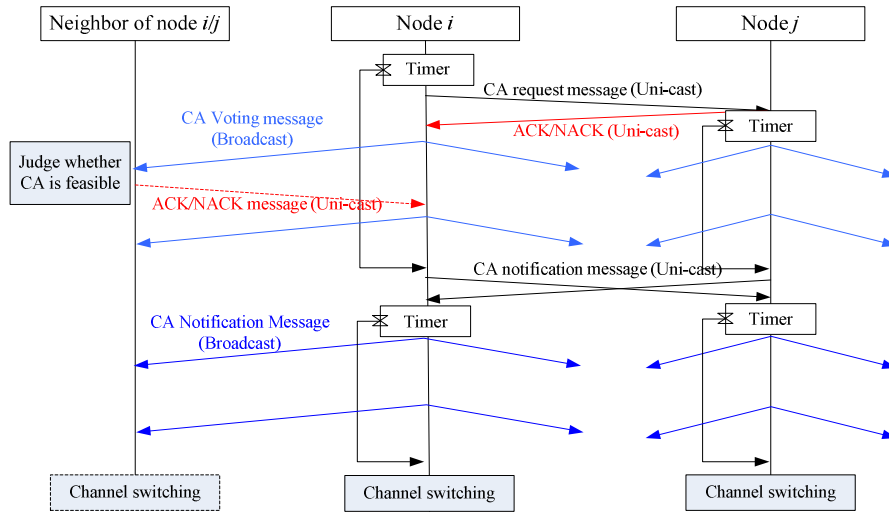 Neighbor of node i/j
Node i
Node j
Timer
CA request message (Uni-cast)
CA Voting message
(Broadcast)
ACK/NACK (Uni-cast)
Timer
Judge whether
CA is feasible
ACK/NACK message (Uni-cast)
CA notification message (Uni-cast)
CA Notification Message
(Broadcast)
Timer
Timer
Channel switching
Channel switching
Channel switching